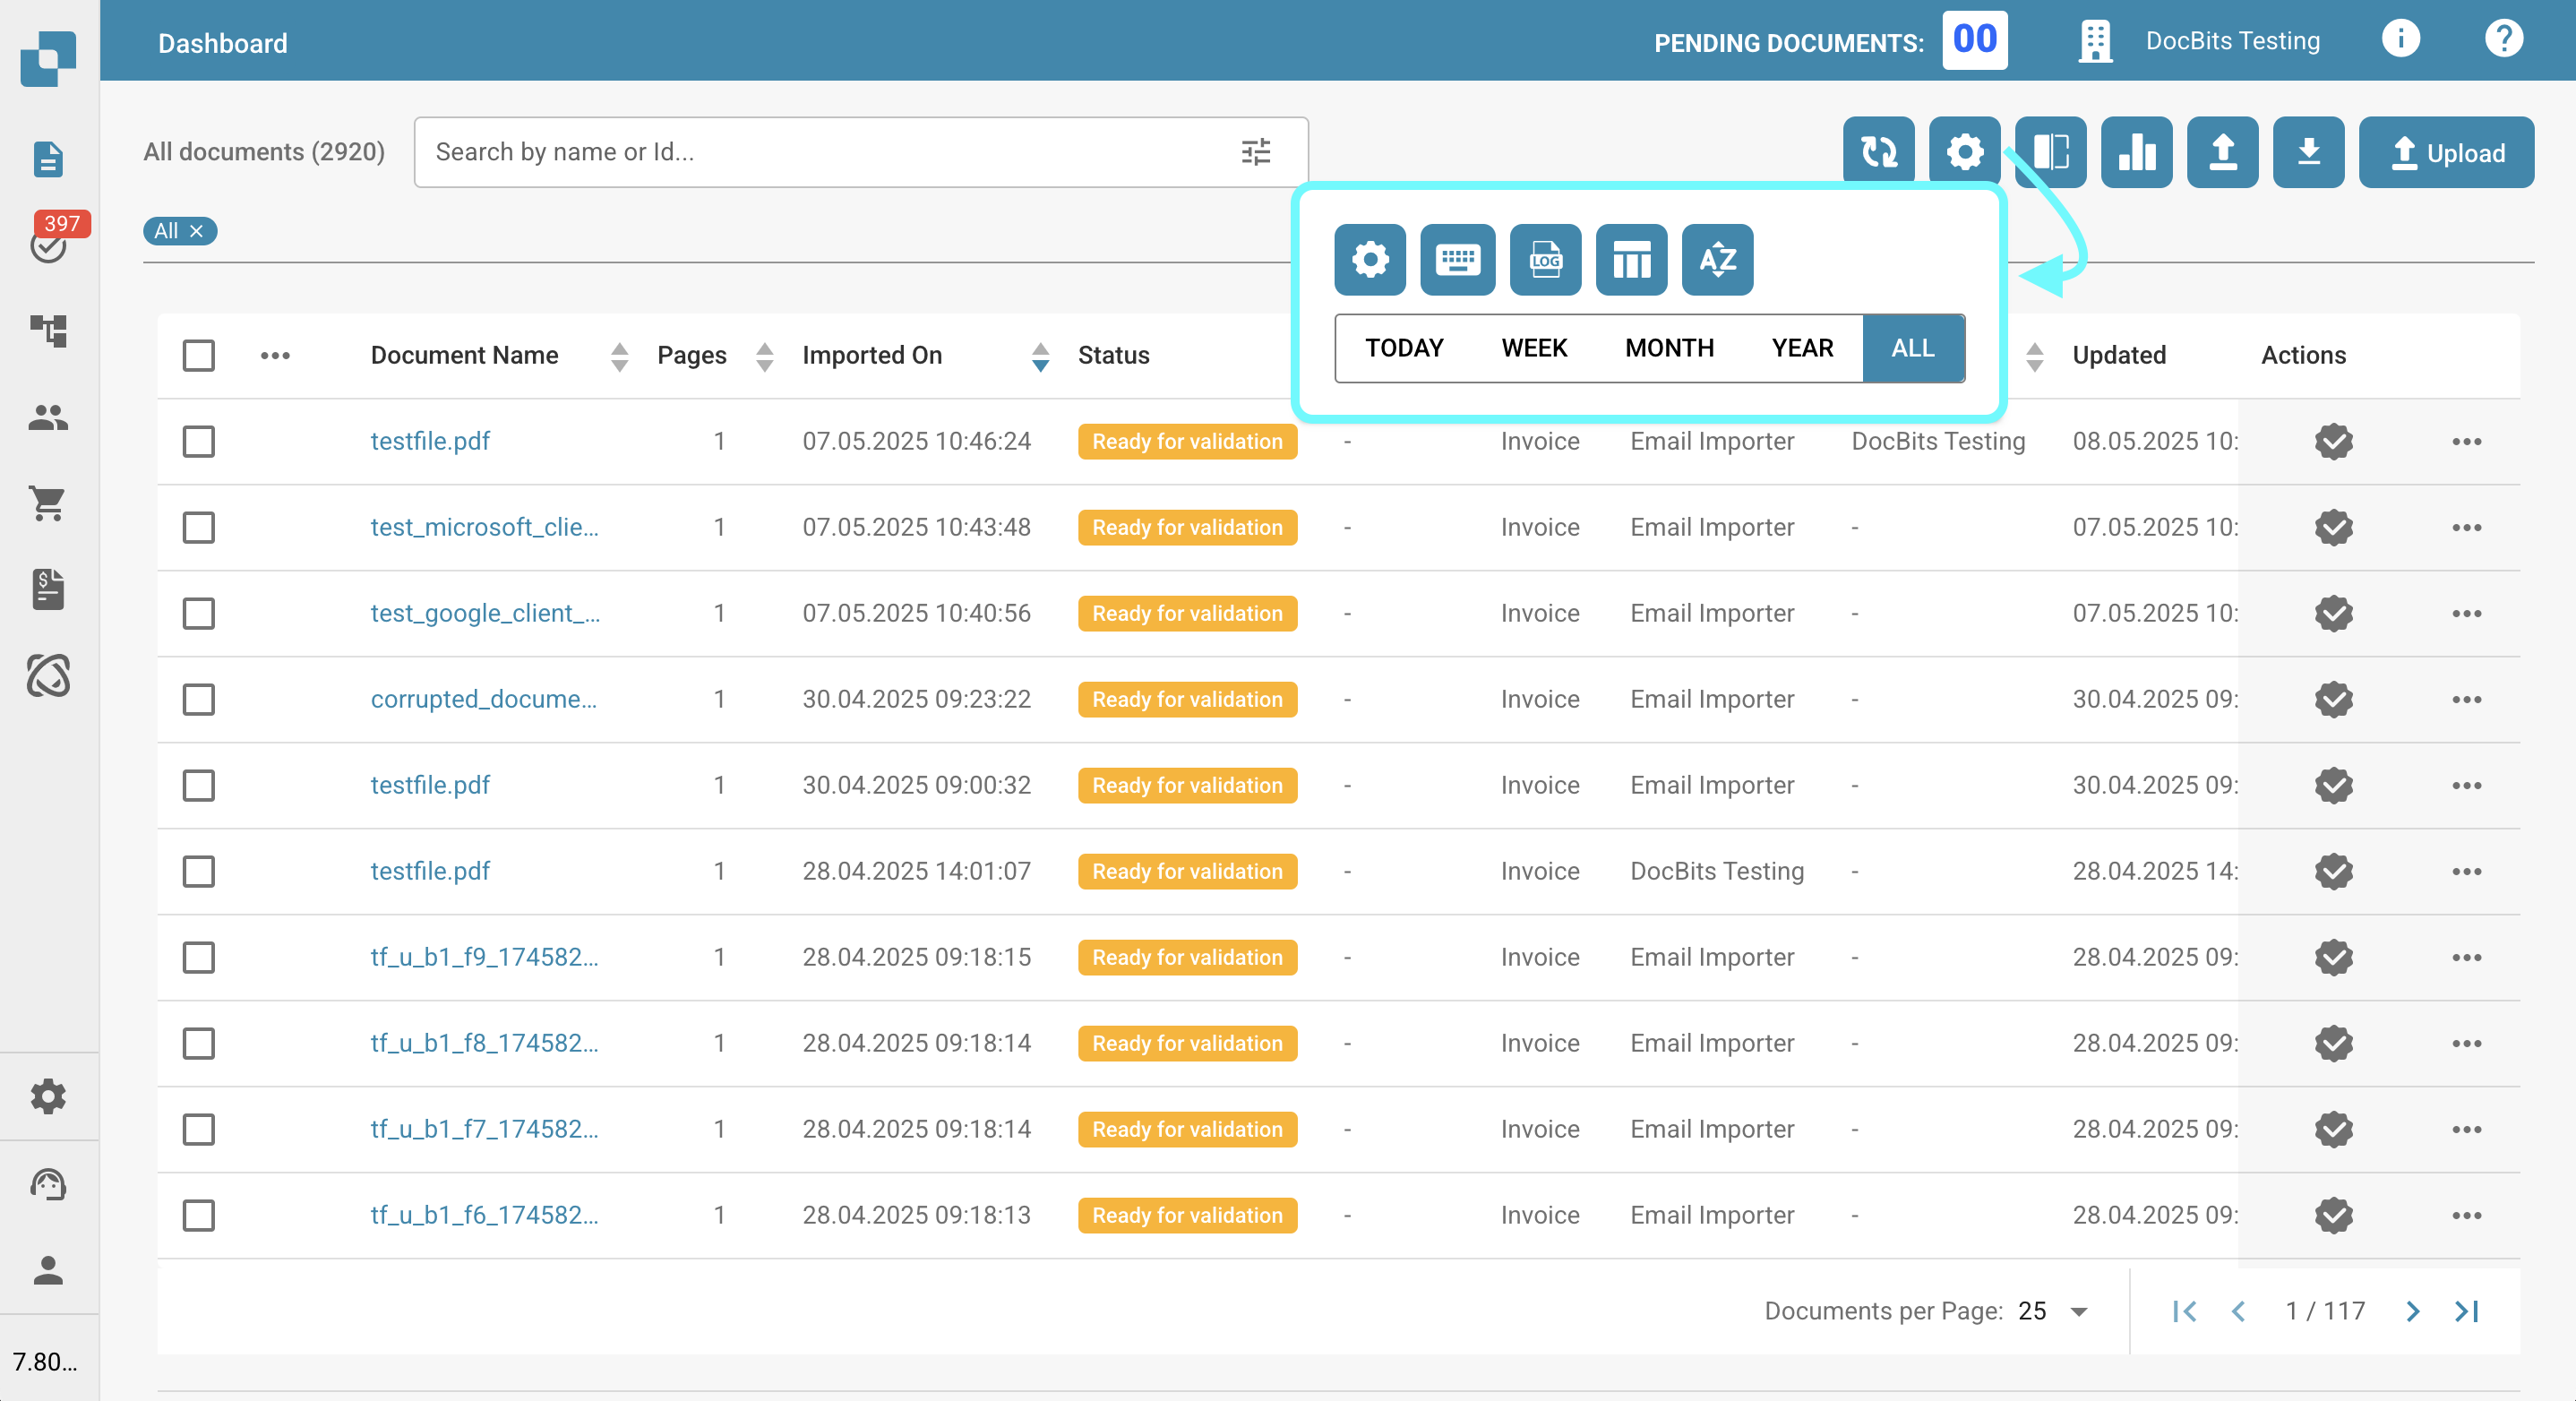 Dashboard
PENDING DOCUMENTS: 00
DocBits Testing
All documents (2920)
Search by name or Id...
Upload
397
All
LOG
AZ
TODAY WEEK MONTH YEAR ALL
Document Name Pages Imported On Status Updated Actions
testfile.pdf 1 07.05.2025 10:46:24 Ready for validation - Invoice Email Importer DocBits Testing 08.05.2025 10:
test_microsoft_clie... 1 07.05.2025 10:43:48 Ready for validation - Invoice Email Importer - 07.05.2025 10:
test_google_client_... 1 07.05.2025 10:40:56 Ready for validation - Invoice Email Importer - 07.05.2025 10:
corrupted_docume... 1 30.04.2025 09:23:22 Ready for validation - Invoice Email Importer - 30.04.2025 09:
testfile.pdf 1 30.04.2025 09:00:32 Ready for validation - Invoice Email Importer - 30.04.2025 09:
testfile.pdf 1 28.04.2025 14:01:07 Ready for validation - Invoice DocBits Testing - 28.04.2025 14:
tf_u_b1_f9_174582... 1 28.04.2025 09:18:15 Ready for validation - Invoice Email Importer - 28.04.2025 09:
tf_u_b1_f8_174582... 1 28.04.2025 09:18:14 Ready for validation - Invoice Email Importer - 28.04.2025 09:
tf_u_b1_f7_174582... 1 28.04.2025 09:18:14 Ready for validation - Invoice Email Importer - 28.04.2025 09:
tf_u_b1_f6_174582... 1 28.04.2025 09:18:13 Ready for validation - Invoice Email Importer - 28.04.2025 09:
Documents per Page: 25 1 / 117
7.80...